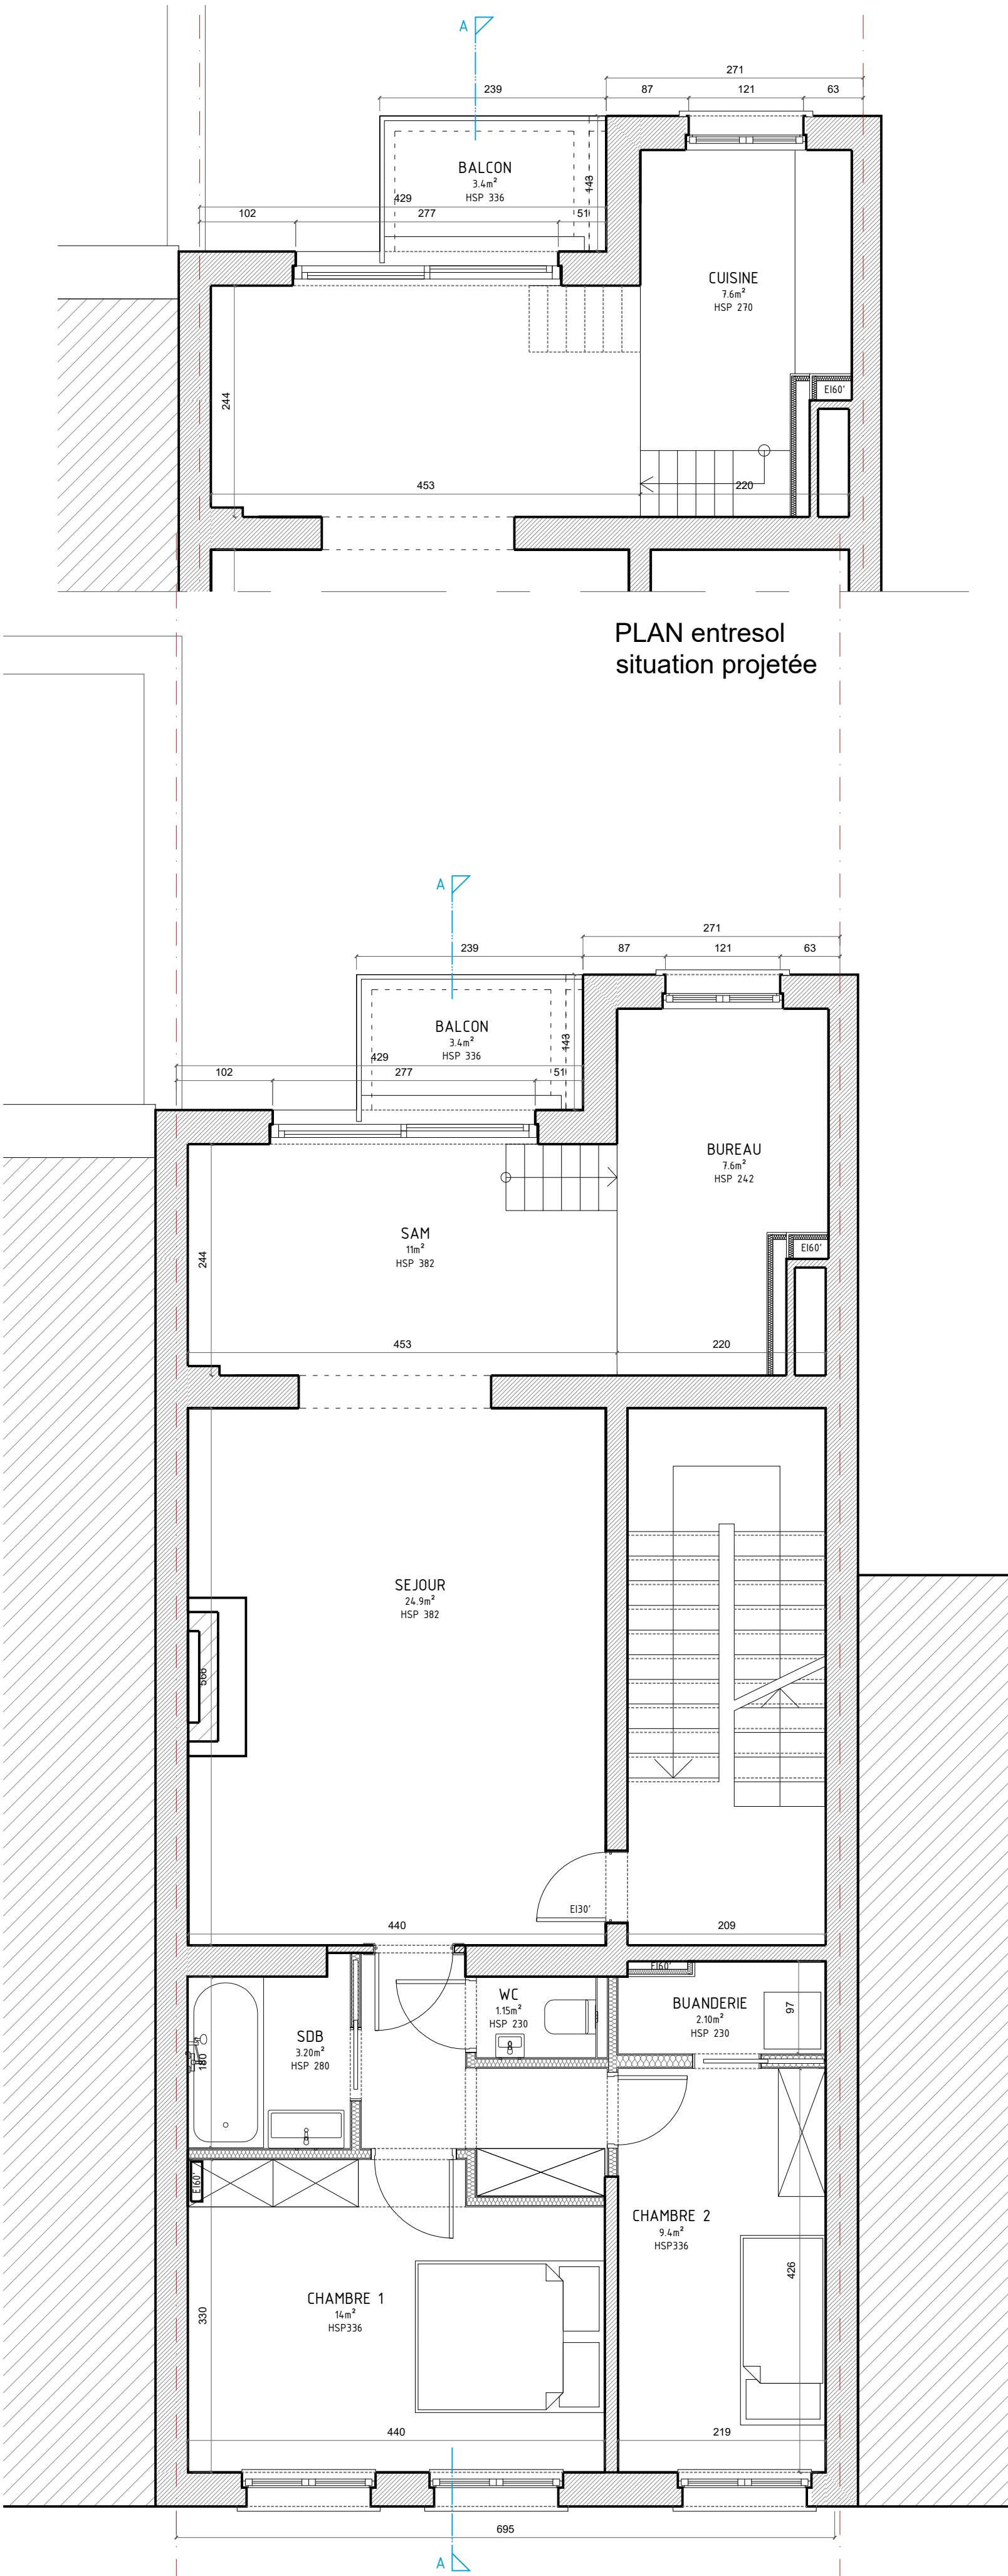 A
271
239
87
121
63
BALCON
3.4m²
HSP 336
143
429
102
277
51
CUISINE
7.6m²
HSP 270
EI60'
244
453
220
PLAN entresol
situation projetée
A
271
239
87
121
63
BALCON
3.4m²
HSP 336
143
429
102
277
51
BUREAU
7.6m²
HSP 242
SAM
11m²
HSP 382
EI60'
244
453
220
SEJOUR
24.9m²
HSP 382
566
EI30'
440
209
EI60'
WC
1.15m²
HSP 230
BUANDERIE
2.10m²
HSP 230
97
SDB
3.20m²
HSP 280
180
EI60'
CHAMBRE 2
9.4m²
HSP336
426
CHAMBRE 1
14m²
HSP336
330
440
219
695
A